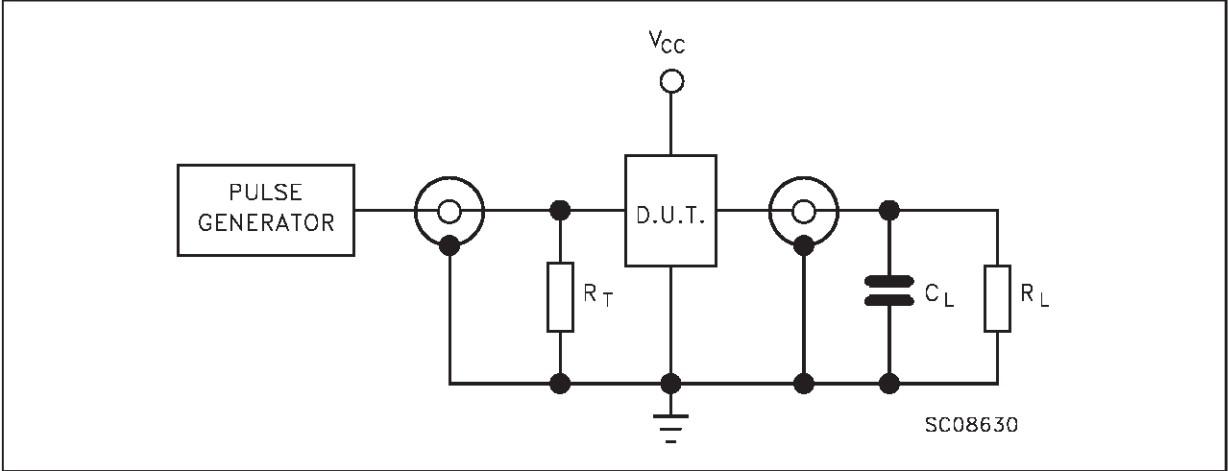 VCC
PULSE
GENERATOR
D.U.T.
RT
CL
RL
SC08630